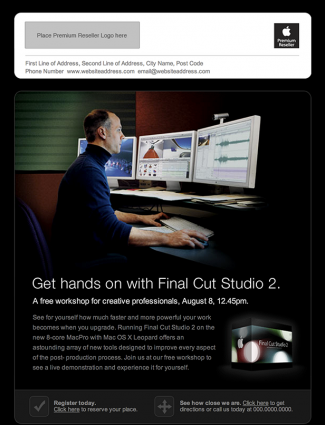 Place Premium Reseller Logo here
Premium
Reseller
First Line of Address, Second Line of Address, City Name, Post Code
Phone Number www.websiteaddress.com email@websiteaddress.com
Get hands on with Final Cut Studio 2.
A free workshop for creative professionals, August 8, 12.45pm.
See for yourself how much faster and more powerful your work
becomes when you upgrade. Running Final Cut Studio 2 on the
new 8-core MacPro with Mac OS X Leopard offers an
astounding array of new tools designed to improve every aspect
of the post- production process. Join us at our free workshop to
see a live demonstration and experience it for yourself.
Register today.
Click here to reserve your place.
See how close we are. Click here to get
directions or call us today at 000.0000.0000.